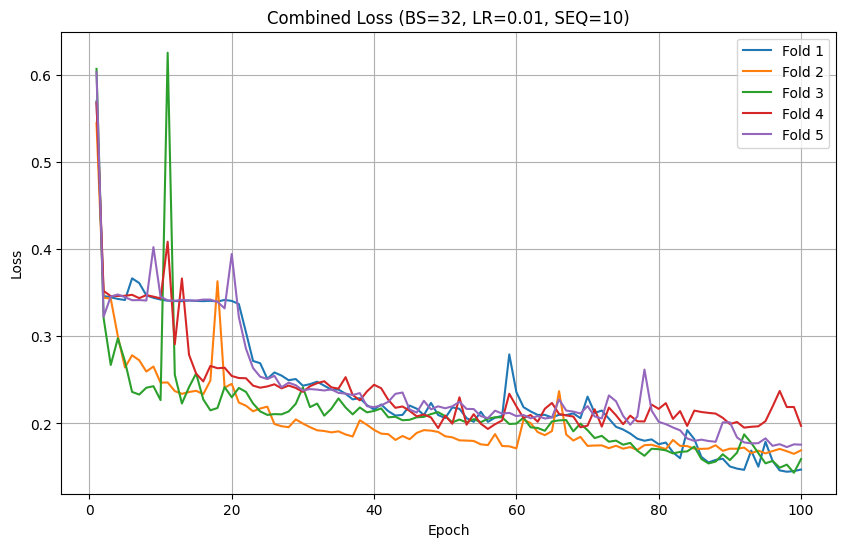 Combined Loss (BS=32, LR=0.01, SEQ=10)
Fold 1
Fold 2
Fold 3
Fold 4
Fold 5
Loss
0.6
0.5
0.4
0.3
0.2
0 20 40 60 80 100
Epoch